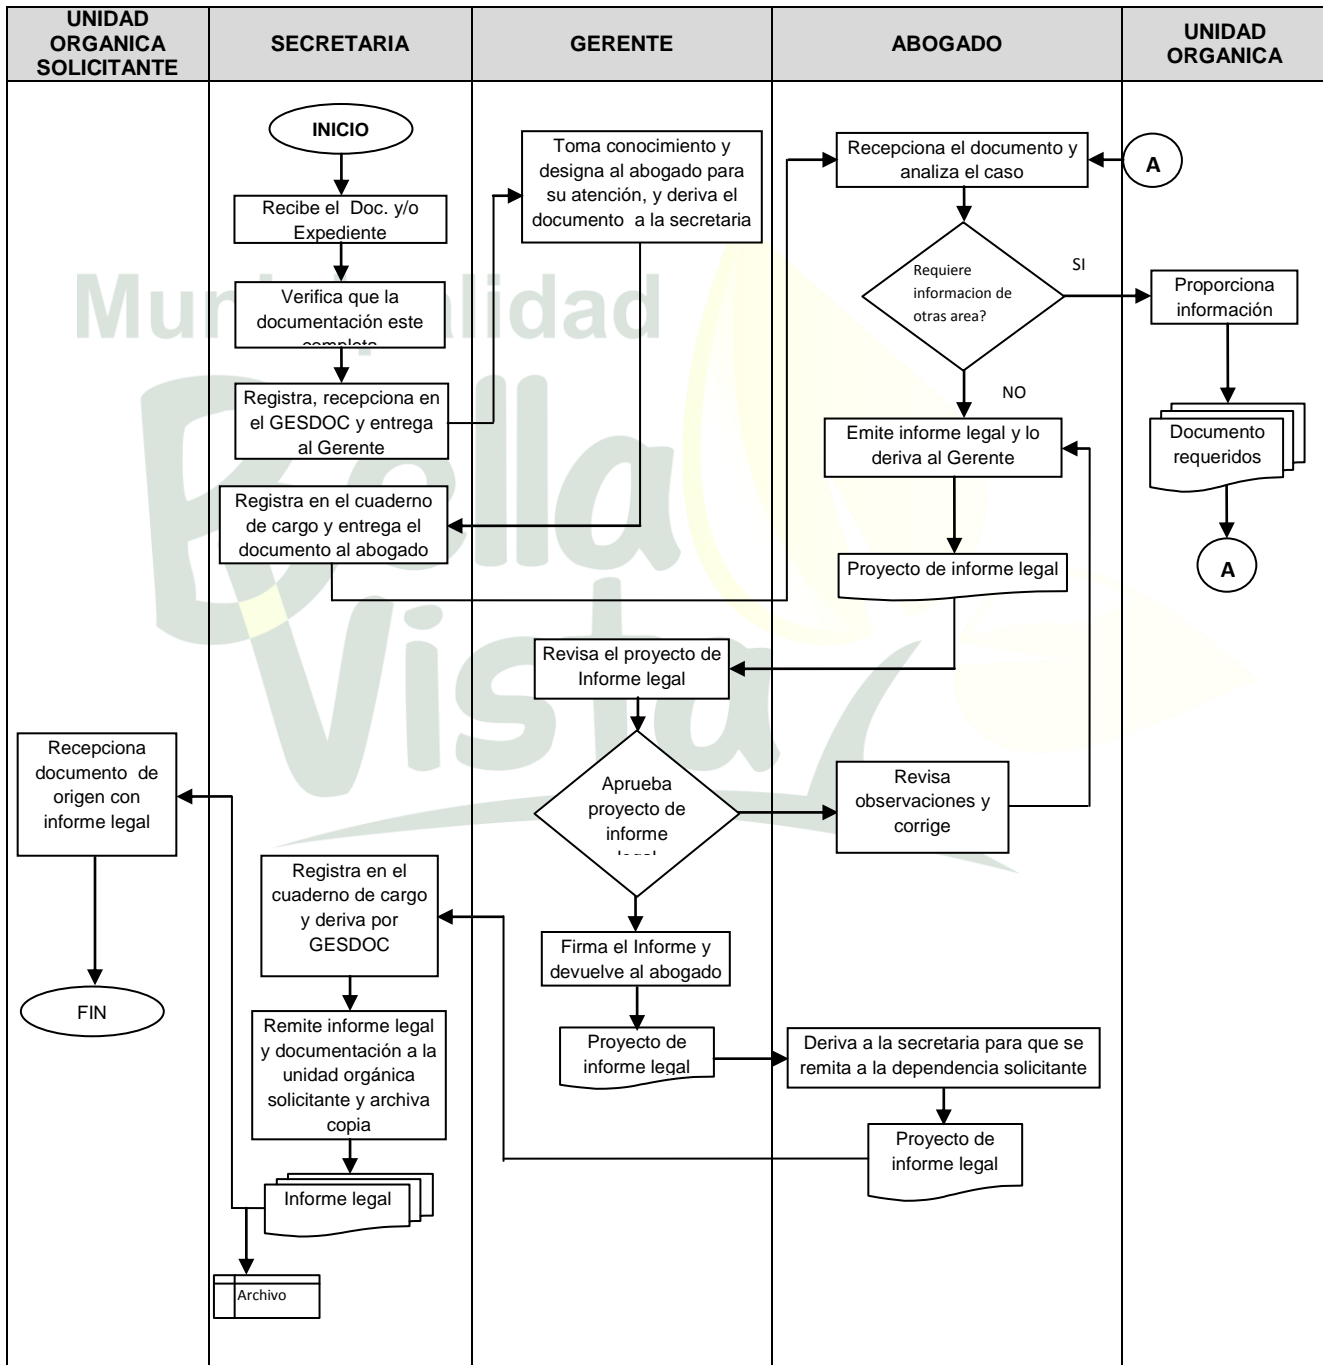 UNIDAD
ORGANICA
SOLICITANTE
SECRETARIA
GERENTE
ABOGADO
UNIDAD
ORGANICA
INICIO
Recibe el Doc. y/o
Expediente
Verifica que la
documentación este
completa
Registra, recepciona en
el GESDOC y entrega
al Gerente
Toma conocimiento y
designa al abogado para
su atención, y deriva el
documento a la secretaria
Registra en el cuaderno
de cargo y entrega el
documento al abogado
Recepciona el documento y
analiza el caso
A
Requiere
informacion de
otras area?
SI
NO
Proporciona
información
Documento
requeridos
A
Emite informe legal y lo
deriva al Gerente
Proyecto de informe legal
Revisa el proyecto de
Informe legal
Aprueba
proyecto de
informe
legal
Revisa
observaciones y
corrige
Firma el Informe y
devuelve al abogado
Proyecto de
informe legal
Deriva a la secretaria para que se
remita a la dependencia solicitante
Proyecto de
informe legal
Registra en el
cuaderno de cargo
y deriva por
GESDOC
Remite informe legal
y documentación a la
unidad orgánica
solicitante y archiva
copia
Informe legal
Archivo
Recepciona
documento de
origen con
informe legal
FIN
Municipalidad
Bella
Vista